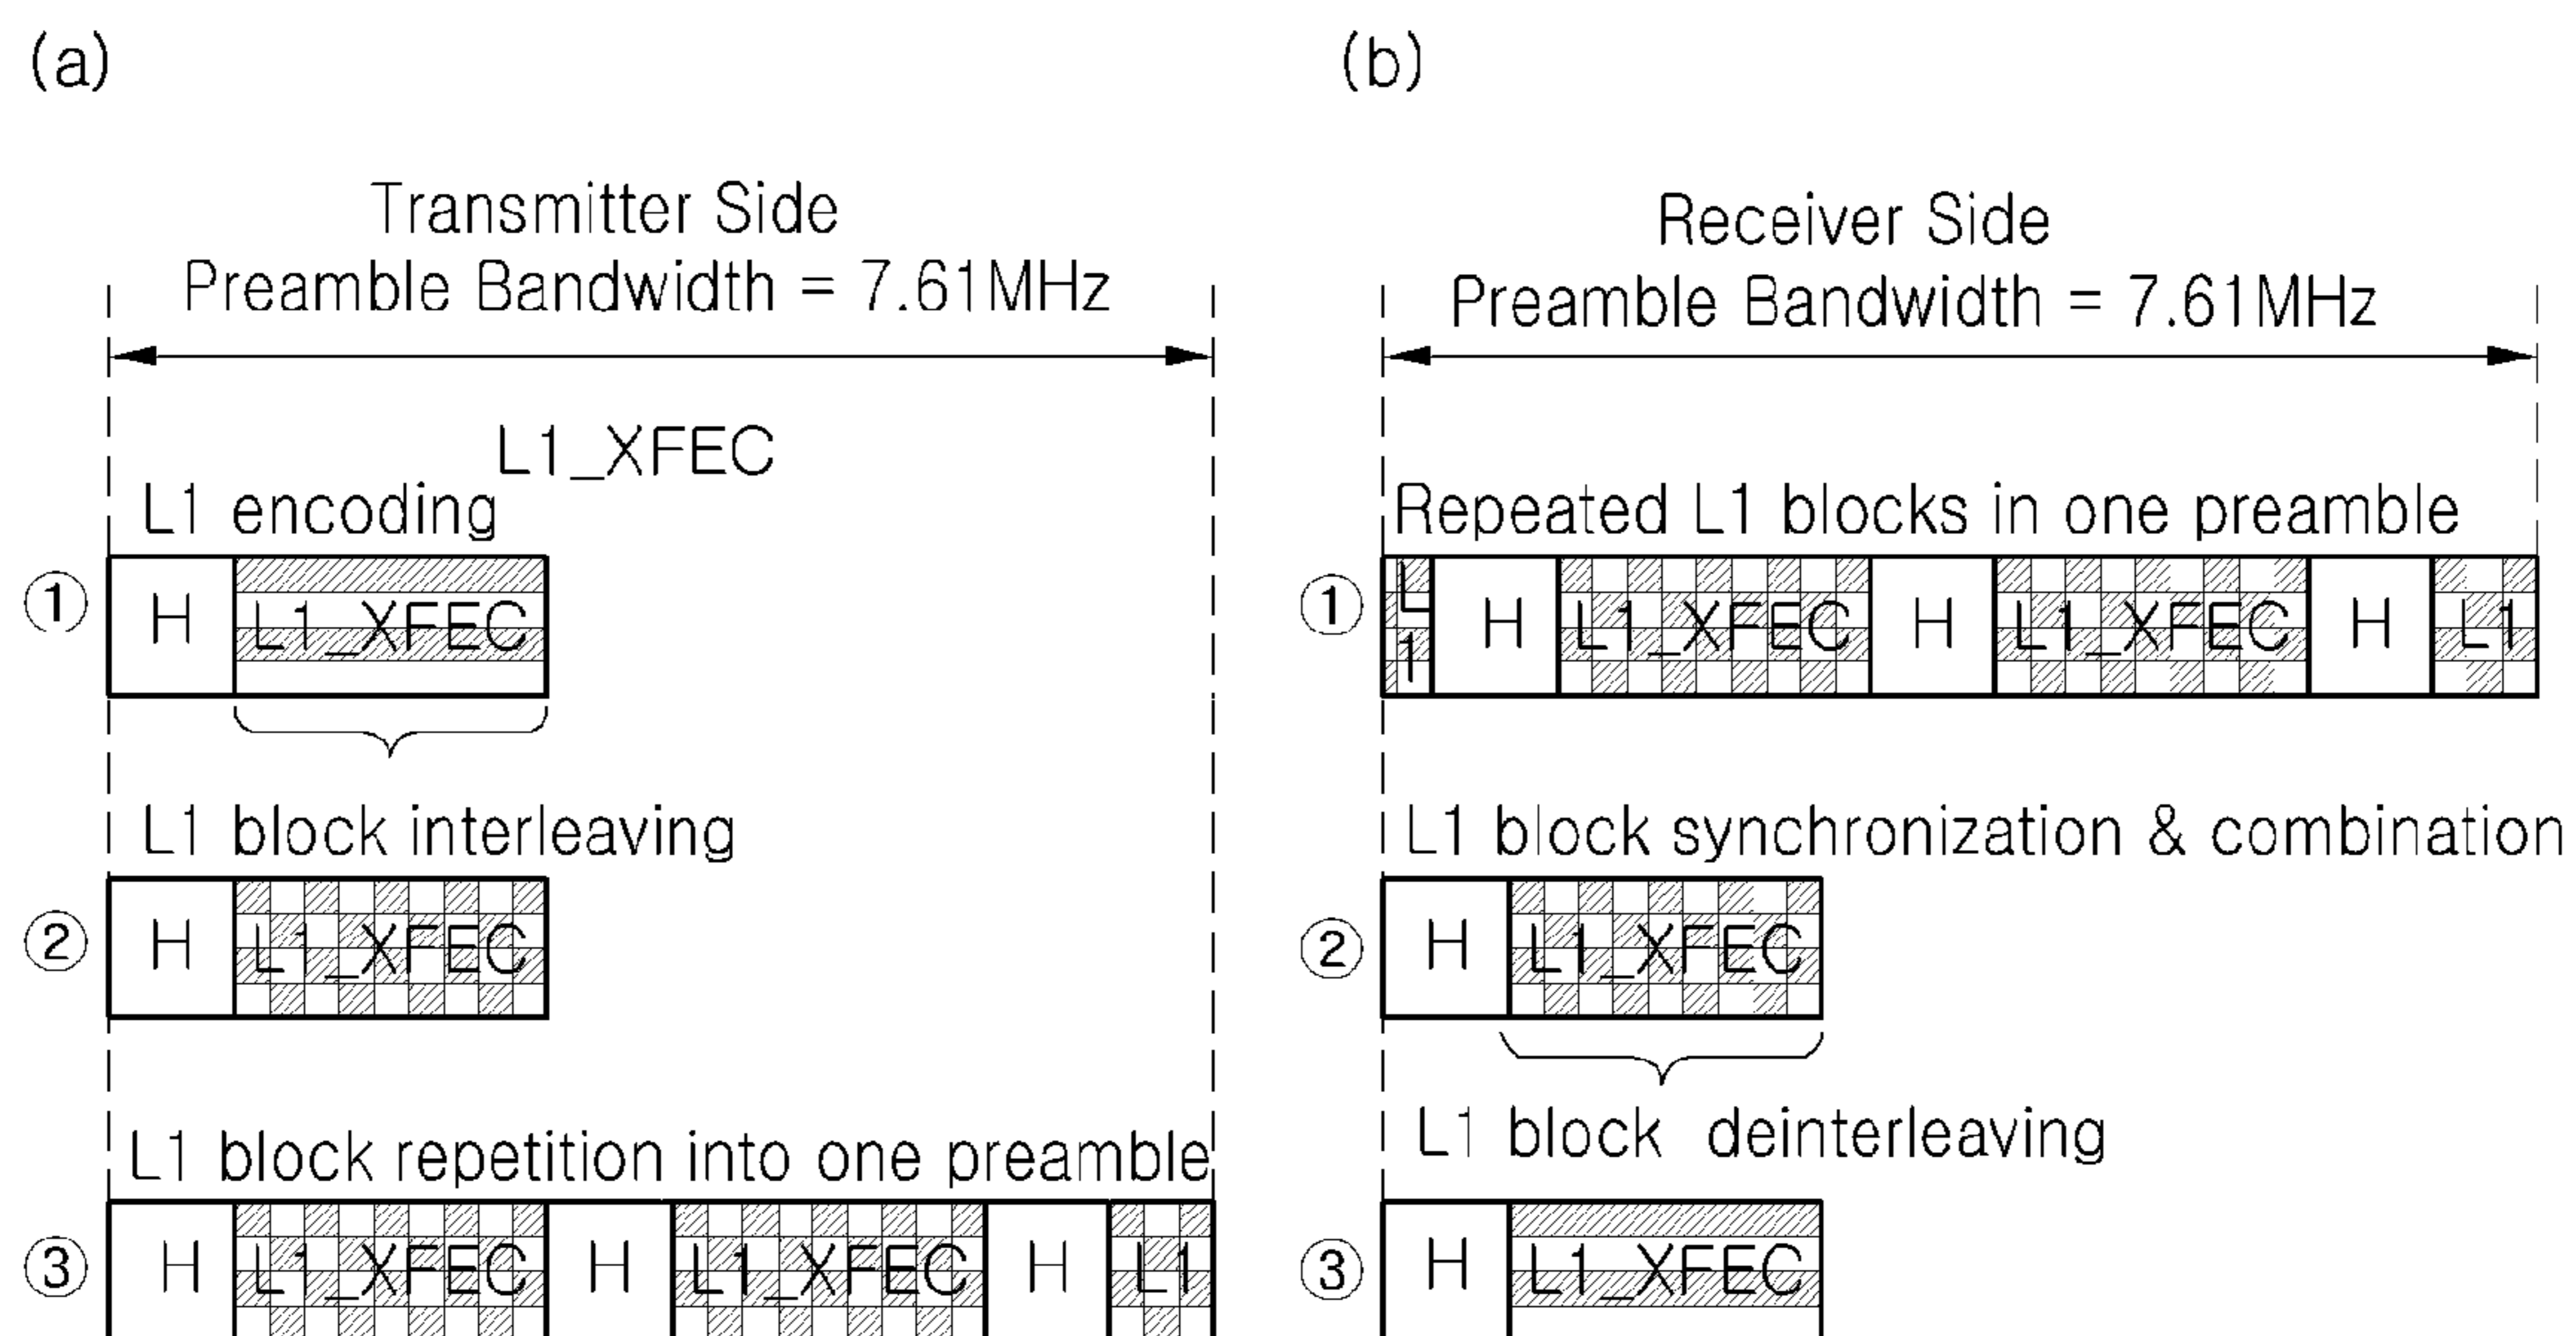 (a)
Transmitter Side
Preamble Bandwidth = 7.61MHz
L1_XFEC
L1 encoding
① H L1_XFEC
L1 block interleaving
② H L1_XFEC
L1 block repetition into one preamble
③ H L1_XFEC H L1_XFEC H L1
(b)
Receiver Side
Preamble Bandwidth = 7.61MHz
Repeated L1 blocks in one preamble
① L1 H L1_XFEC H L1_XFEC H L1
L1 block synchronization & combination
② H L1_XFEC
L1 block deinterleaving
③ H L1_XFEC